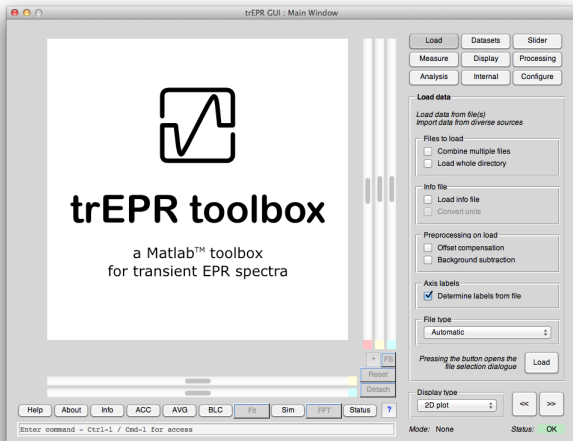 trEPR GUI : Main Window
Load
Datasets
Slider
Measure
Display
Processing
Analysis
Internal
Configure
Load data
Load data from file(s)
Import data from diverse sources
Files to load
Combine multiple files
Load whole directory
Info file
Load info file
Convert units
Preprocessing on load
Offset compensation
Background subtraction
Axis labels
Determine labels from file
File type
Automatic
Pressing the button opens the
file selection dialogue
Load
Display type
2D plot
<<
>>
Mode: None
Status: OK
trEPR toolbox
a Matlab™ toolbox
for transient EPR spectra
+
FS
Reset
Detach
Help
About
Info
ACC
AVG
BLC
Fit
Sim
FFT
Status
?
Enter command - Ctrl-l / Cmd-l for access